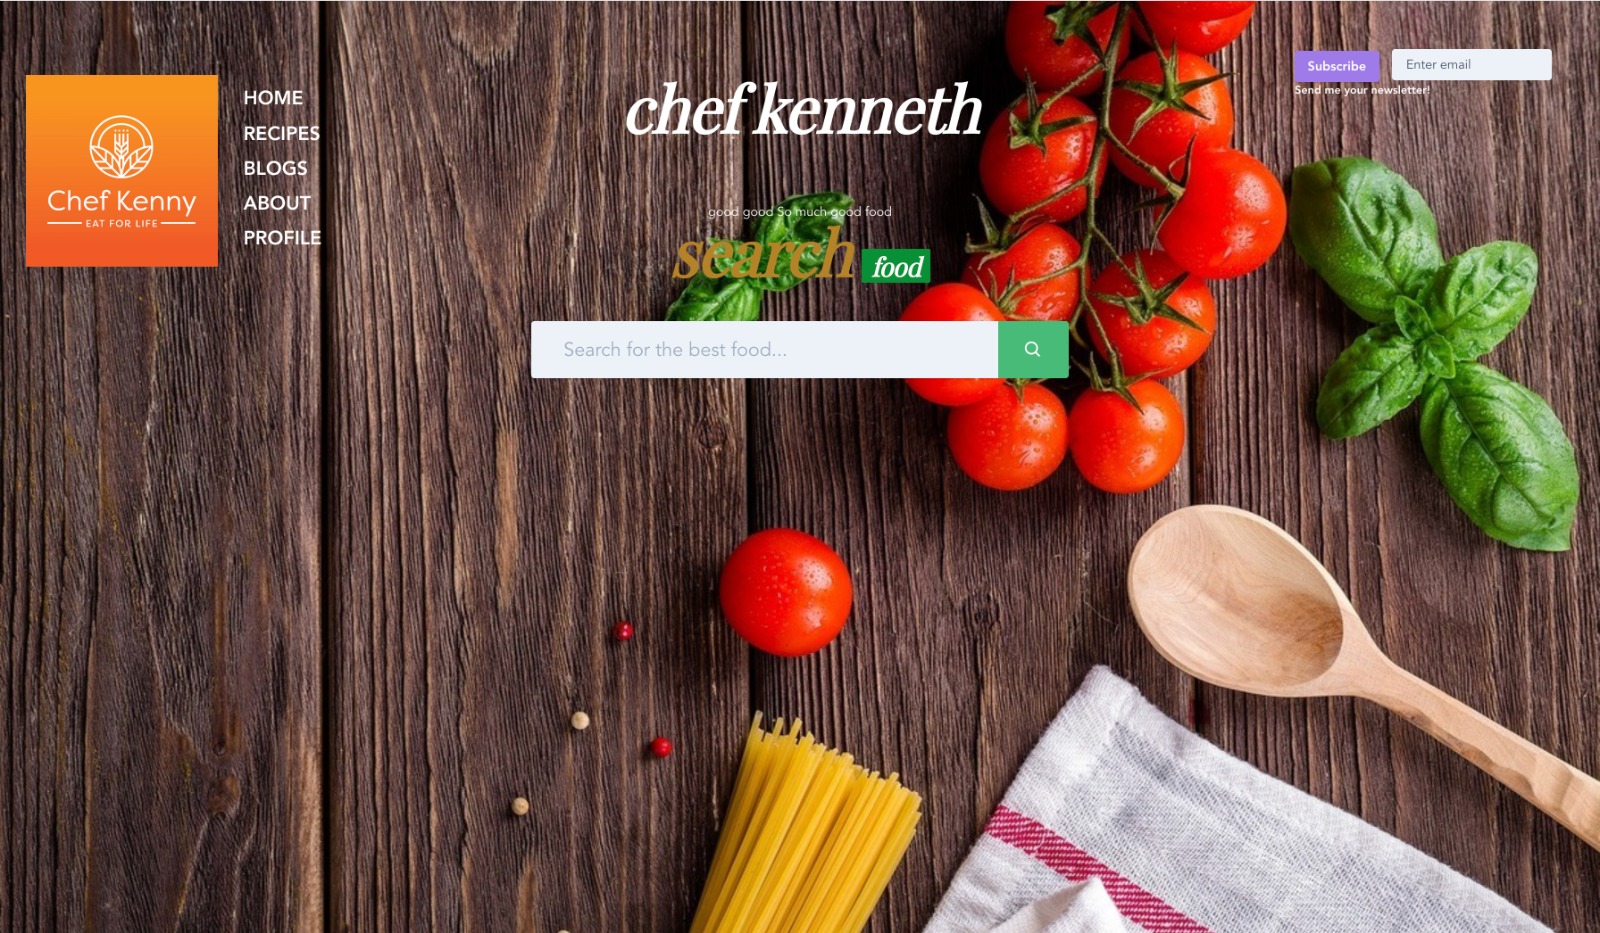 Chef Kenny
EAT FOR LIFE
HOME
RECIPES
BLOGS
ABOUT
PROFILE
chef kenneth
good good So much good food
search food
Search for the best food...
Subscribe
Enter email
Send me your newsletter!